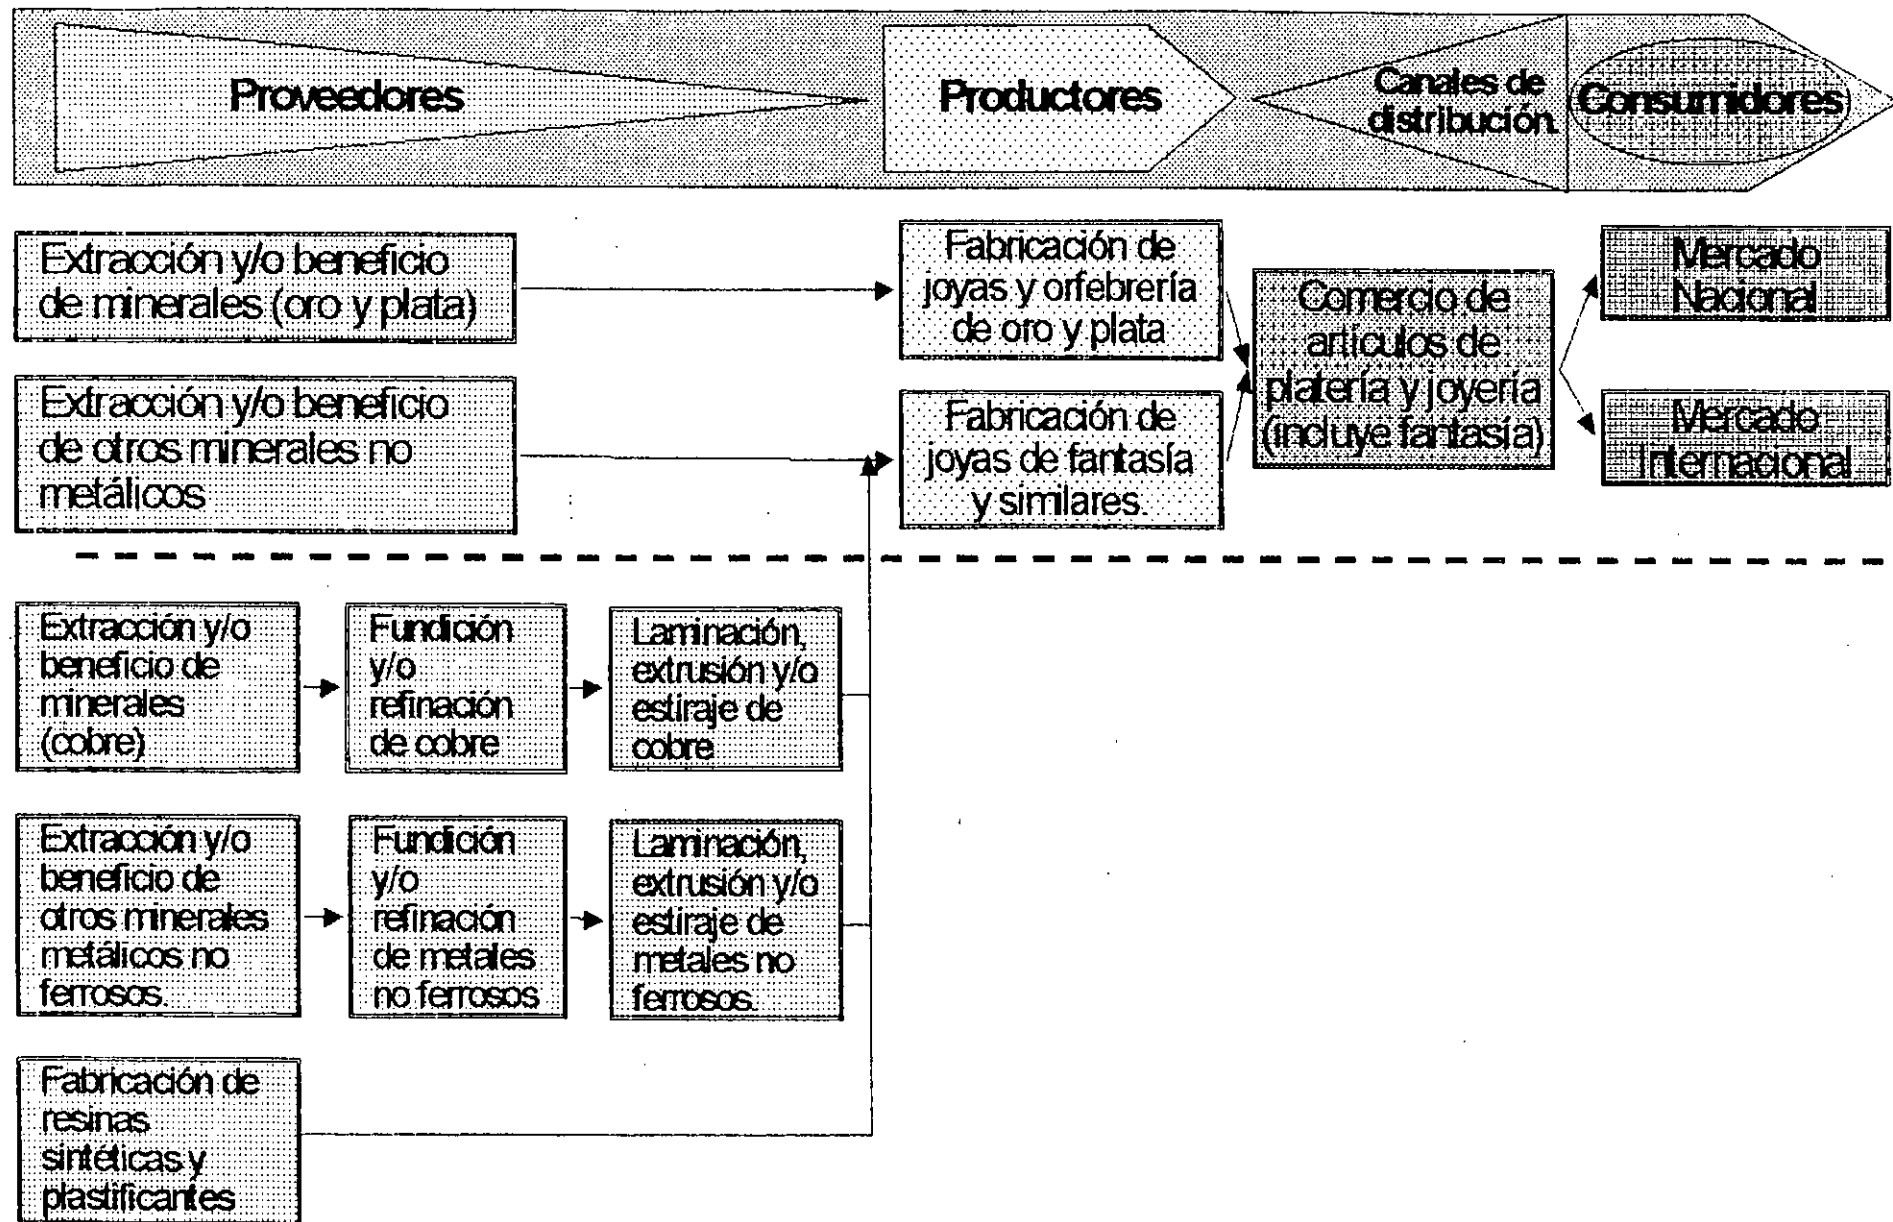 Proveedores
Productores
Canales de
distribución.
Consumidores
Extracción y/o beneficio
de minerales (oro y plata)
Fabricación de
joyas y orfebrería
de oro y plata
Comercio de
artículos de
platería y joyería
(incluye fantasía)
Mercado
Nacional
Extracción y/o beneficio
de otros minerales no
metálicos
Fabricación de
joyas de fantasía
y similares.
Mercado
Internacional
Extracción y/o
beneficio de
minerales
(cobre)
Fundición
y/o
refinación
de cobre
Laminación,
extrusión y/o
estiraje de
cobre
Extracción y/o
beneficio de
otros minerales
metálicos no
ferrosos.
Fundición
y/o
refinación
de metales
no ferrosos
Laminación,
extrusión y/o
estiraje de
metales no
ferrosos.
Fabricación de
resinas
sintéticas y
plastificantes